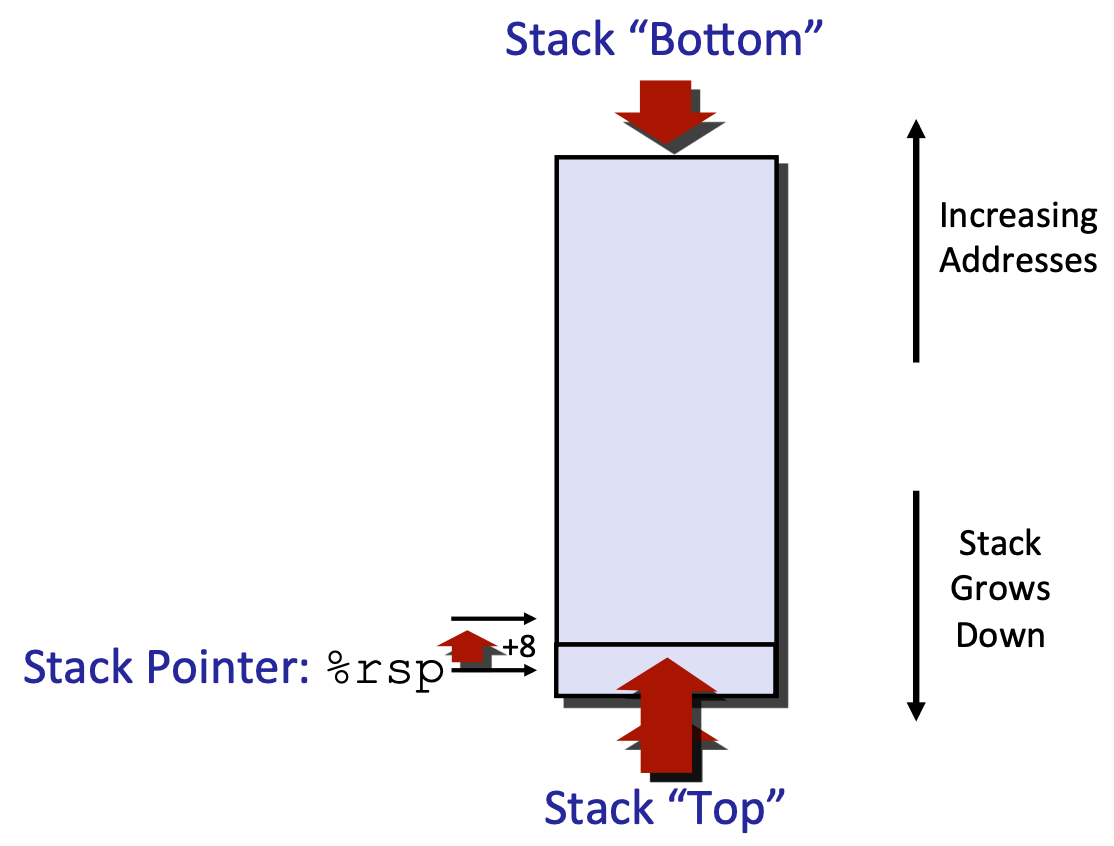 Stack “Bottom”
Increasing
Addresses
Stack
Grows
Down
+8
Stack Pointer: %rsp
Stack “Top”